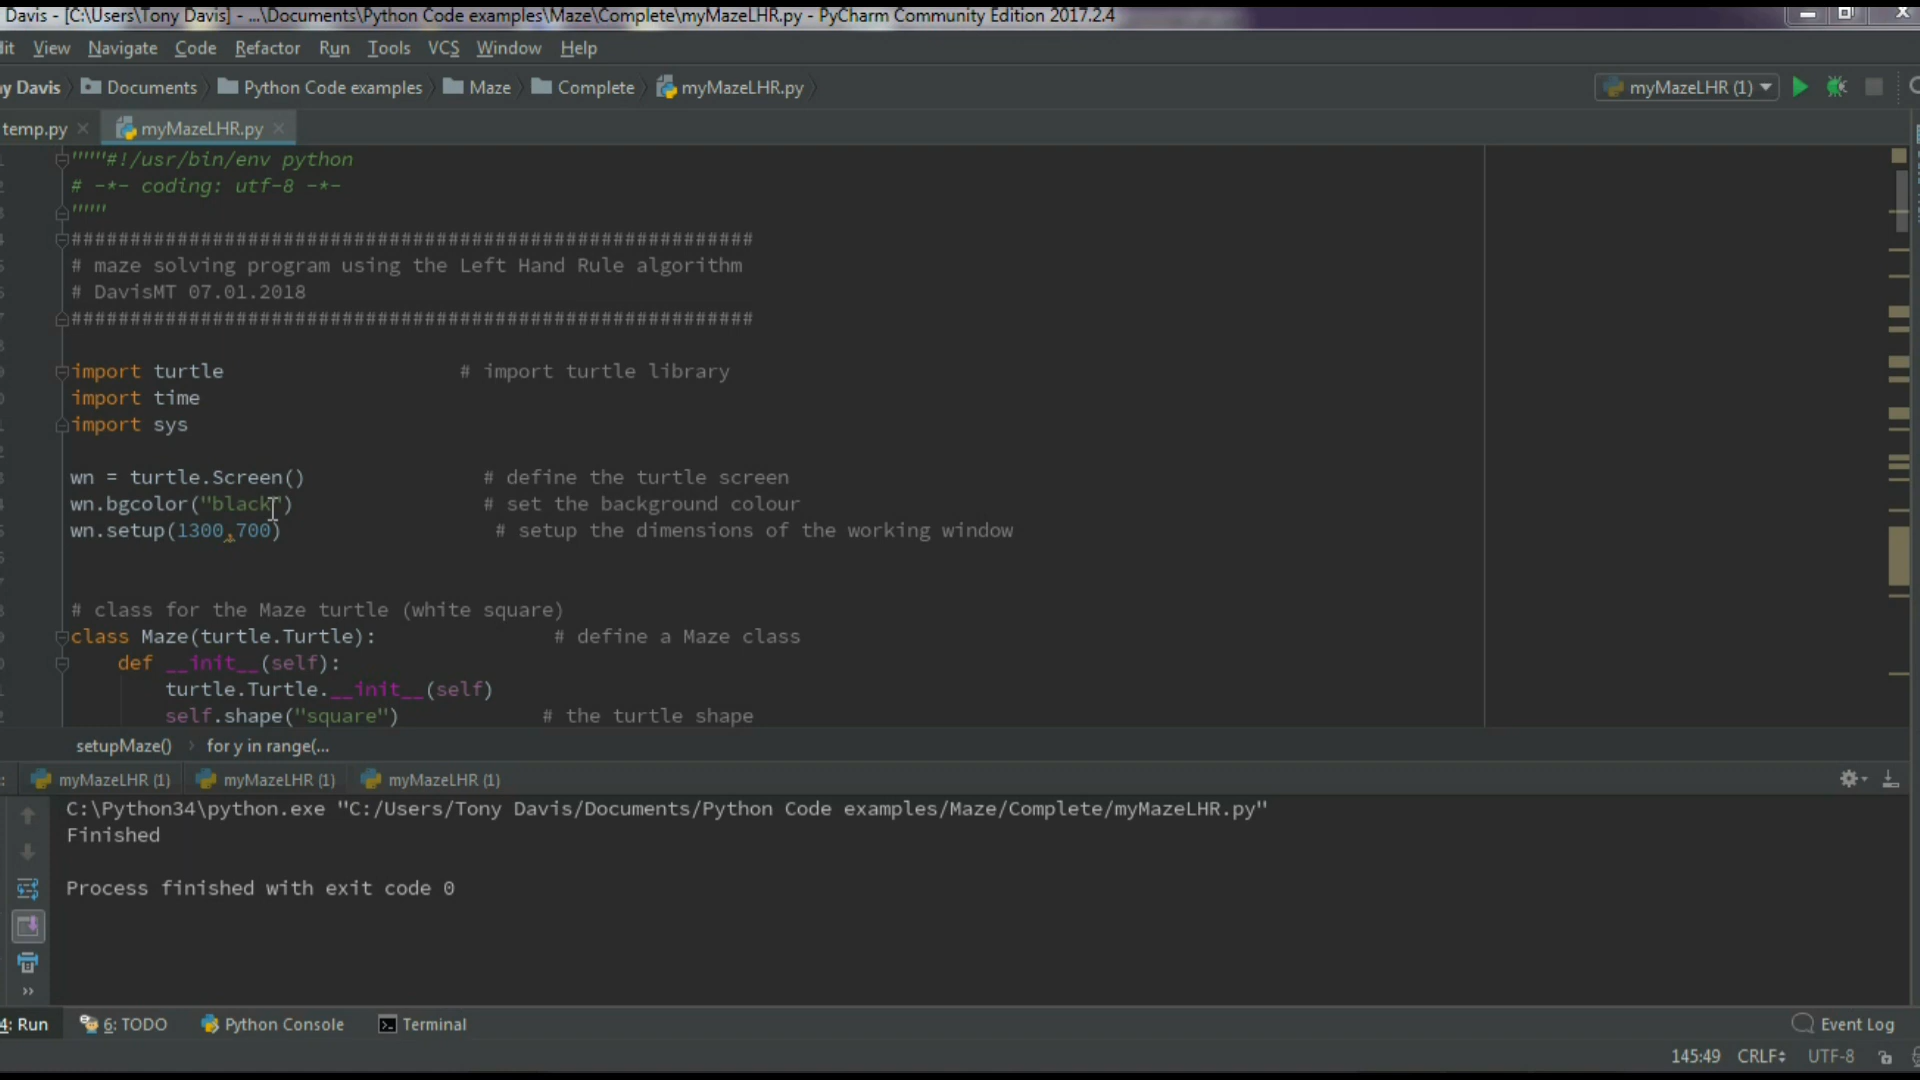 Davis - [C:\Users\Tony Davis] - ...\Documents\Python Code examples\Maze\Complete\myMazeLHR.py - PyCharm Community Edition 2017.2.4
dit View Navigate Code Refactor Run Tools VCS Window Help
ny Davis Documents Python Code examples Maze Complete myMazeLHR.py myMazeLHR (1)
temp.py myMazeLHR.py
"""#!/usr/bin/env python
# -*- coding: utf-8 -*-
"""
##########################################################
# maze solving program using the Left Hand Rule algorithm
# DavisMT 07.01.2018
##########################################################
import turtle # import turtle library
import time
import sys
wn = turtle.Screen() # define the turtle screen
wn.bgcolor("black") # set the background colour
wn.setup(1300,700) # setup the dimensions of the working window
# class for the Maze turtle (white square)
class Maze(turtle.Turtle): # define a Maze class
def __init__(self):
turtle.Turtle.__init__(self)
self.shape("square") # the turtle shape
setupMaze() for y in range(...
myMazeLHR (1) myMazeLHR (1) myMazeLHR (1)
C:\Python34\python.exe "C:/Users/Tony Davis/Documents/Python Code examples/Maze/Complete/myMazeLHR.py"
Finished
Process finished with exit code 0
4: Run 6: TODO Python Console Terminal Event Log
145:49 CRLF UTF-8